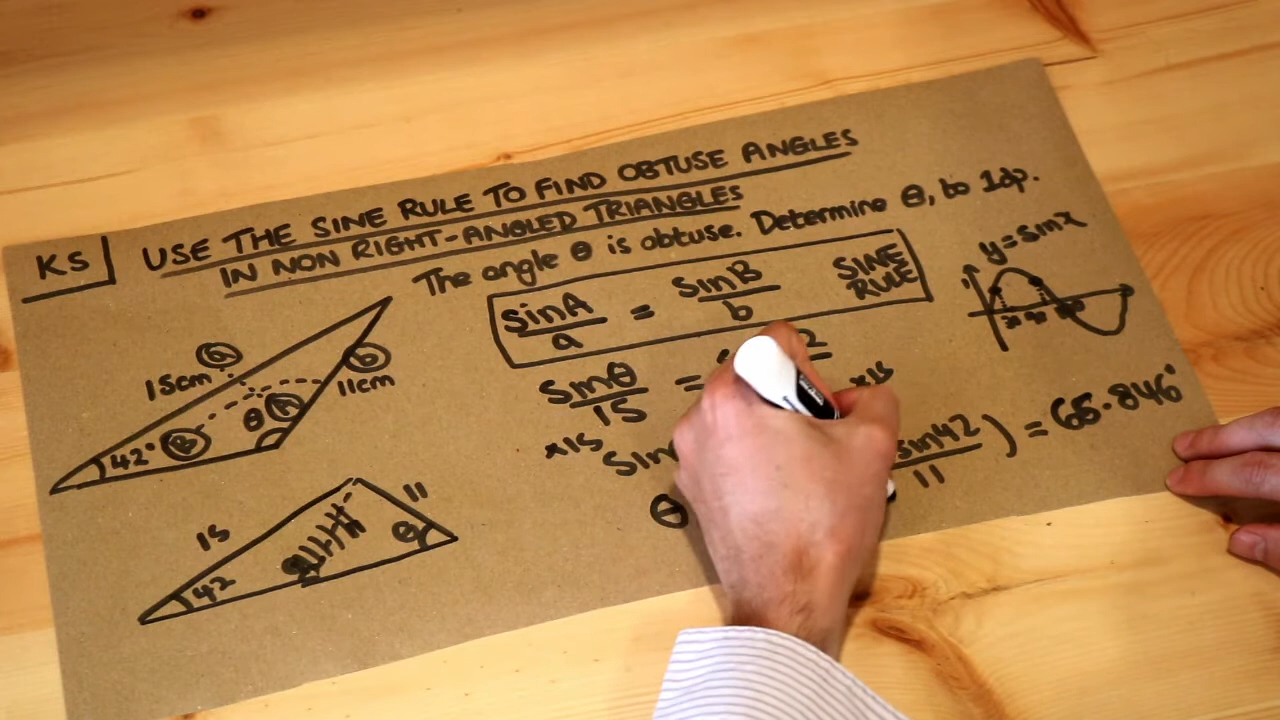 KS
USE THE SINE RULE TO FIND OBTUSE ANGLES
IN NON RIGHT-ANGLED TRIANGLES
The angle θ is obtuse. Determine θ, to 1dp.
sinA/a = sinB/b SINE RULE
y=sinx
a
15cm
b
11cm
θ A
42° B
sinθ/15 =
×15
×15
sin42/11 ) = 65.846°
θ
15
11
42
θ